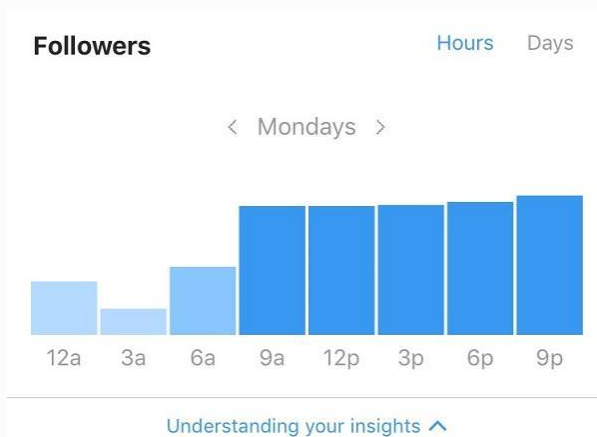 Followers Hours Days
< Mondays >
12a 3a 6a 9a 12p 3p 6p 9p
Understanding your insights